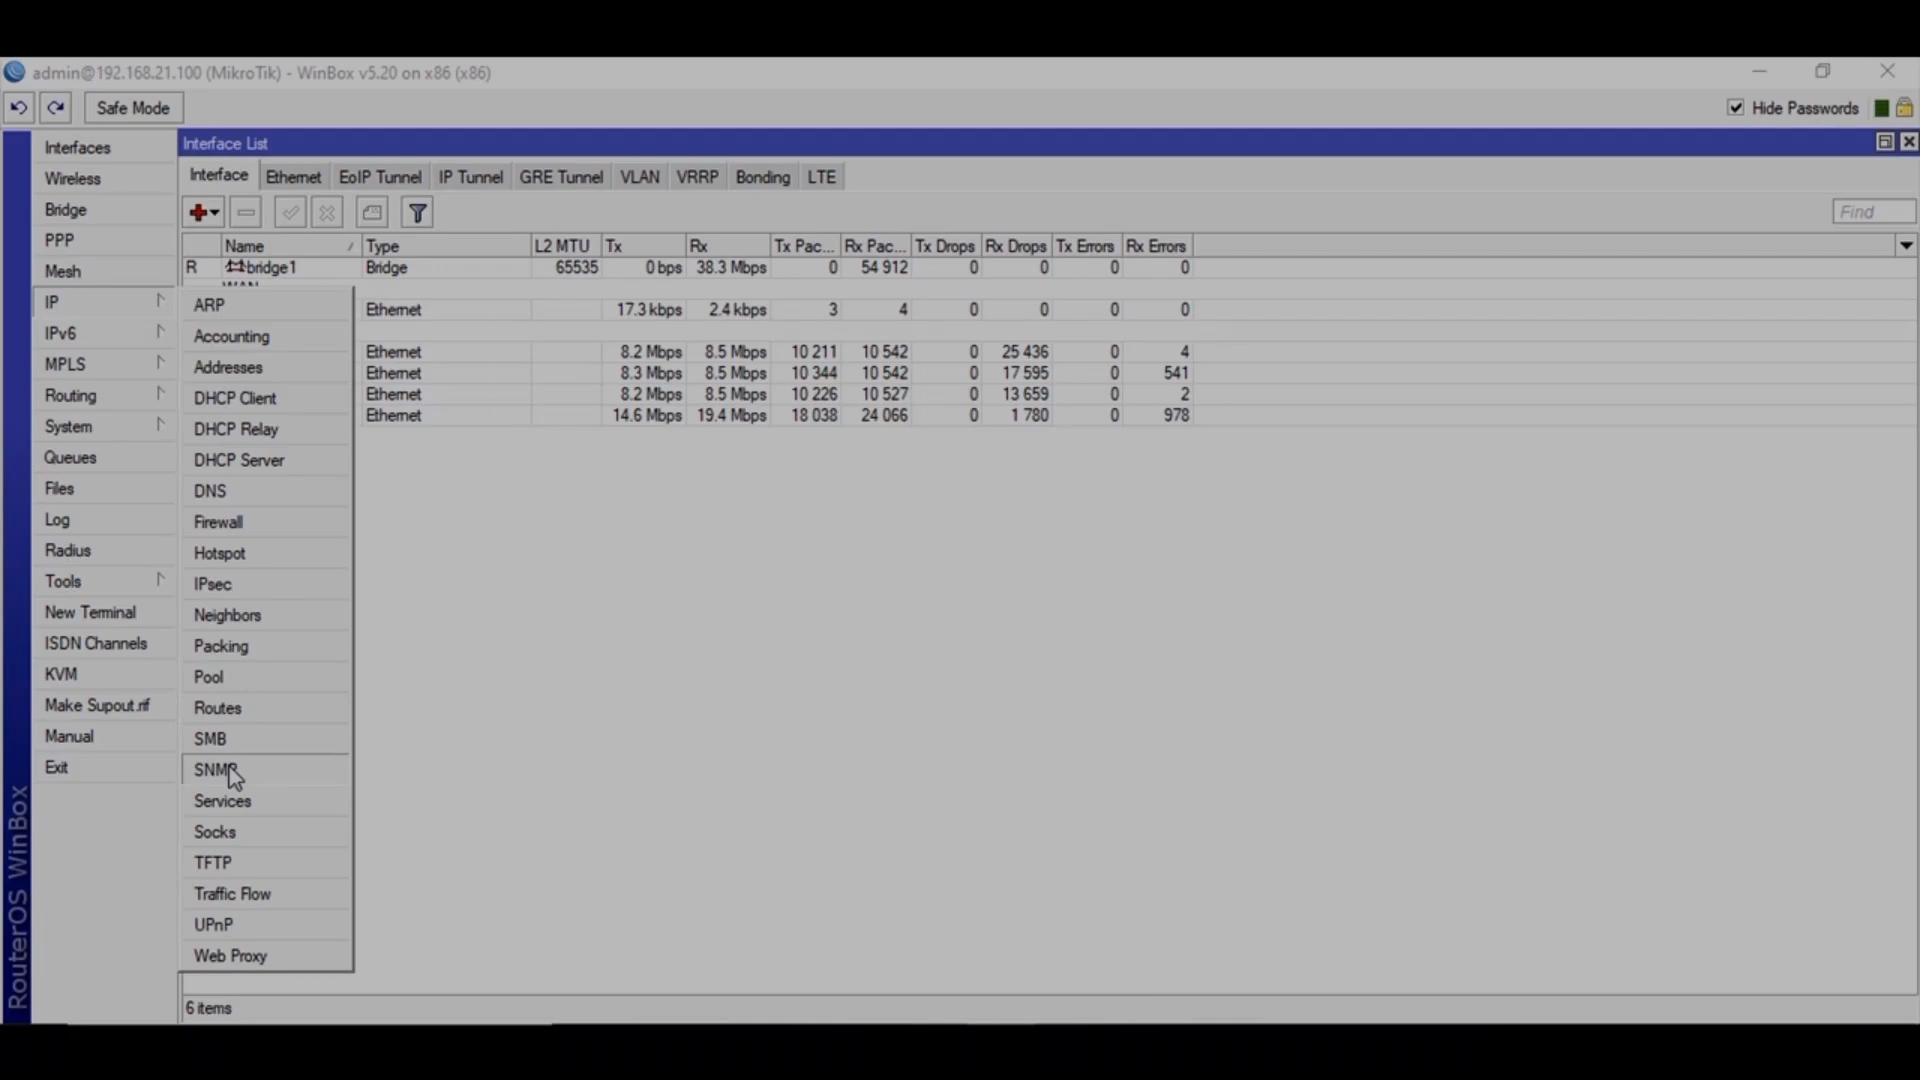 admin@192.168.21.100 (MikroTik) - WinBox v5.20 on x86 (x86)
Safe Mode
Hide Passwords
Interfaces
Wireless
Bridge
PPP
Mesh
IP
IPv6
MPLS
Routing
System
Queues
Files
Log
Radius
Tools
New Terminal
ISDN Channels
KVM
Make Supout.rif
Manual
Exit
RouterOS WinBox
Interface List
Interface Ethernet EoIP Tunnel IP Tunnel GRE Tunnel VLAN VRRP Bonding LTE
Find
Name Type L2 MTU Tx Rx Tx Pac... Rx Pac... Tx Drops Rx Drops Tx Errors Rx Errors
R bridge1 Bridge 65535 0 bps 38.3 Mbps 0 54 912 0 0 0 0
Ethernet 17.3 kbps 2.4 kbps 3 4 0 0 0 0
Ethernet 8.2 Mbps 8.5 Mbps 10 211 10 542 0 25 436 0 4
Ethernet 8.3 Mbps 8.5 Mbps 10 344 10 542 0 17 595 0 541
Ethernet 8.2 Mbps 8.5 Mbps 10 226 10 527 0 13 659 0 2
Ethernet 14.6 Mbps 19.4 Mbps 18 038 24 066 0 1 780 0 978
ARP
Accounting
Addresses
DHCP Client
DHCP Relay
DHCP Server
DNS
Firewall
Hotspot
IPsec
Neighbors
Packing
Pool
Routes
SMB
SNMP
Services
Socks
TFTP
Traffic Flow
UPnP
Web Proxy
6 items